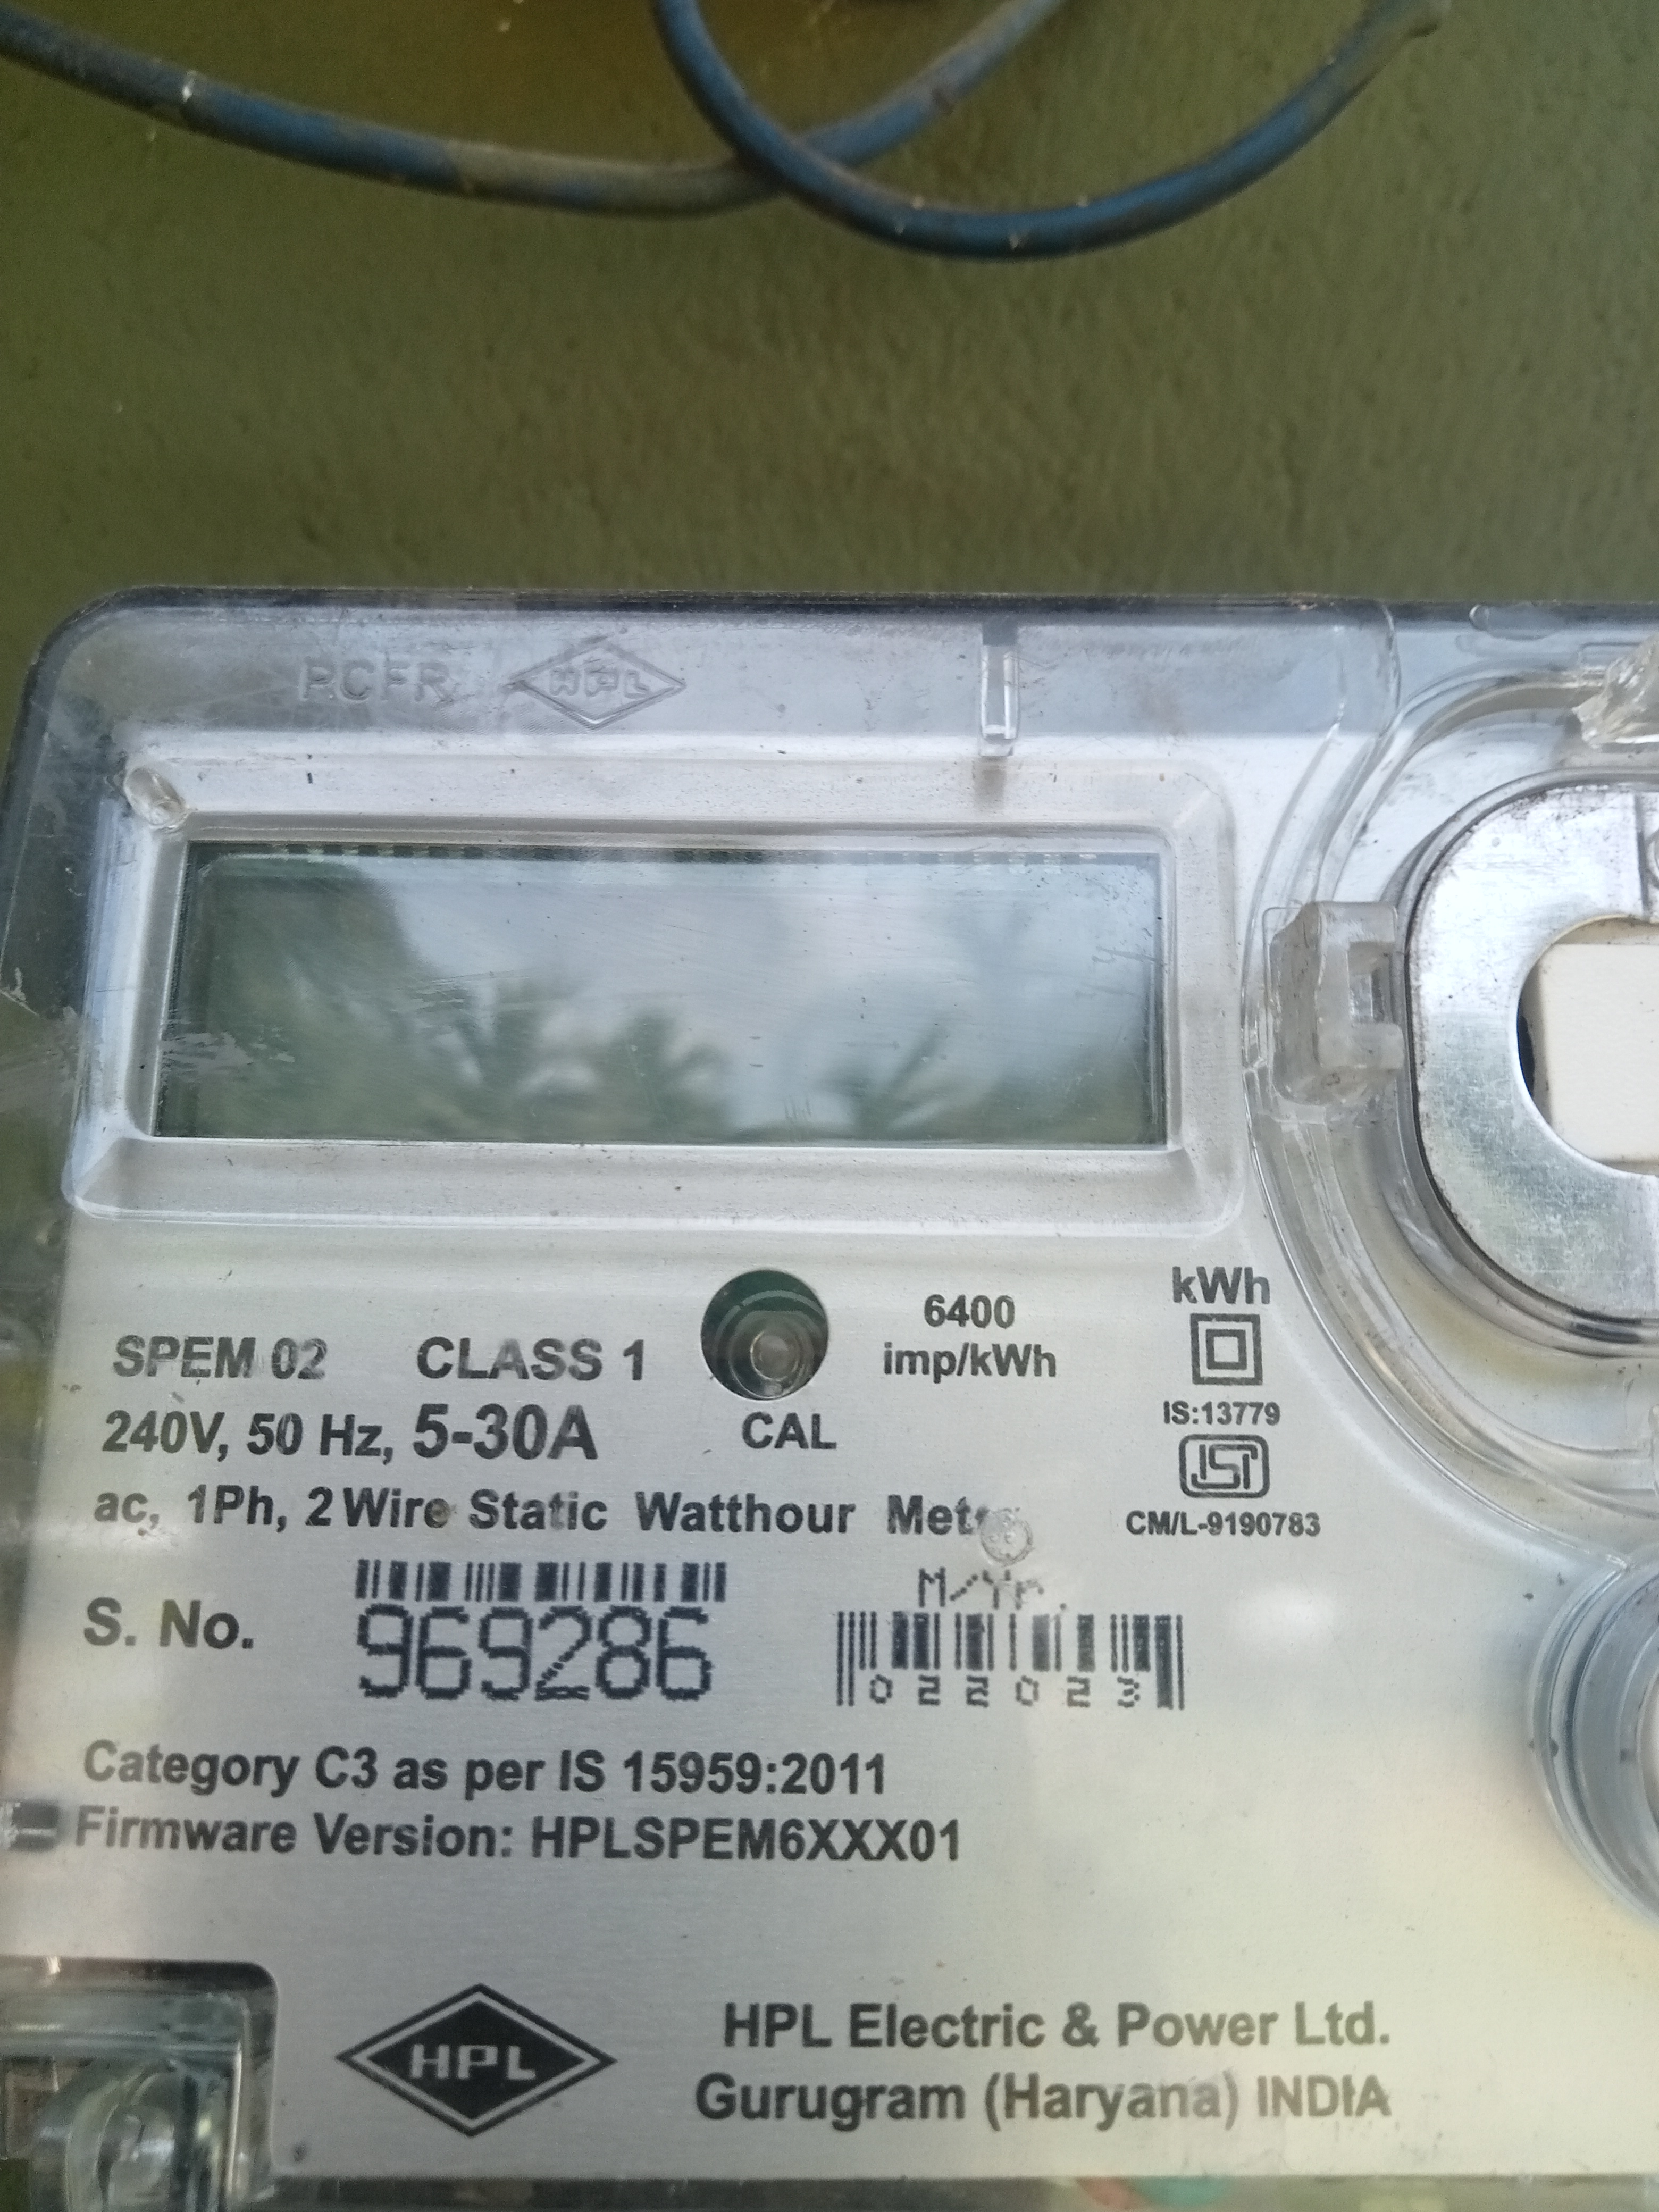 PCFR HPL
kWh
6400
imp/kWh
SPEM 02 CLASS 1
240V, 50 Hz, 5-30A
CAL
IS:13779
ISI
CM/L-9190783
ac, 1Ph, 2 Wire Static Watthour
M/Yr.
S. No. 969286
022023
Category C3 as per IS 15959:2011
Firmware Version: HPLSPEM6XXX01
HPL
HPL Electric & Power Ltd.
Gurugram (Haryana) INDIA